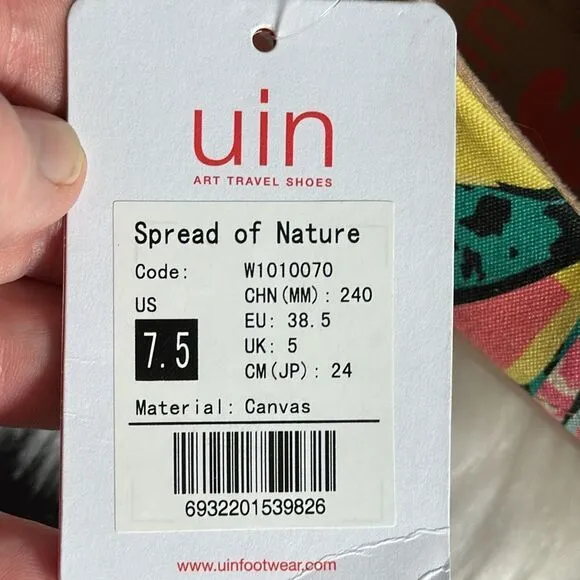 uin
ART TRAVEL SHOES
Spread of Nature
Code: W1010070
US
7.5
CHN(MM): 240
EU: 38.5
UK: 5
CM(JP): 24
Material: Canvas
6932201539826
www.uinfootwear.com
uin